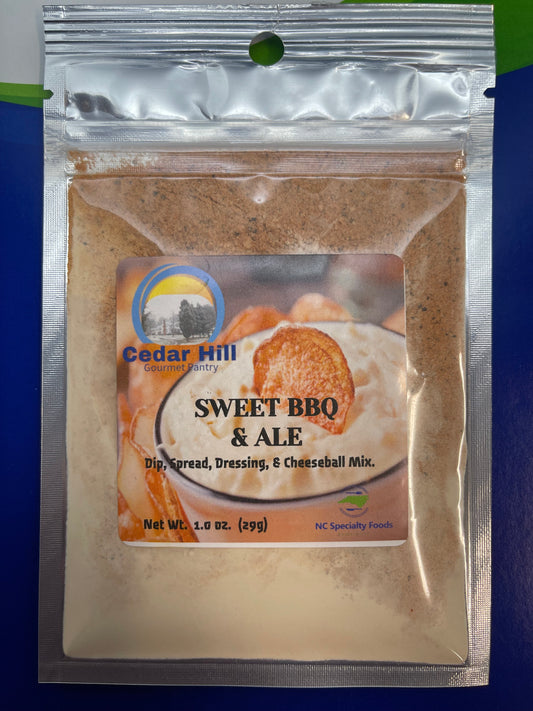 Cedar Hill
Gourmet Pantry
SWEET BBQ
& ALE
Dip, Spread, Dressing, & Cheeseball Mix.
Net Wt. 1.0 oz. (29g)
NC Specialty Foods